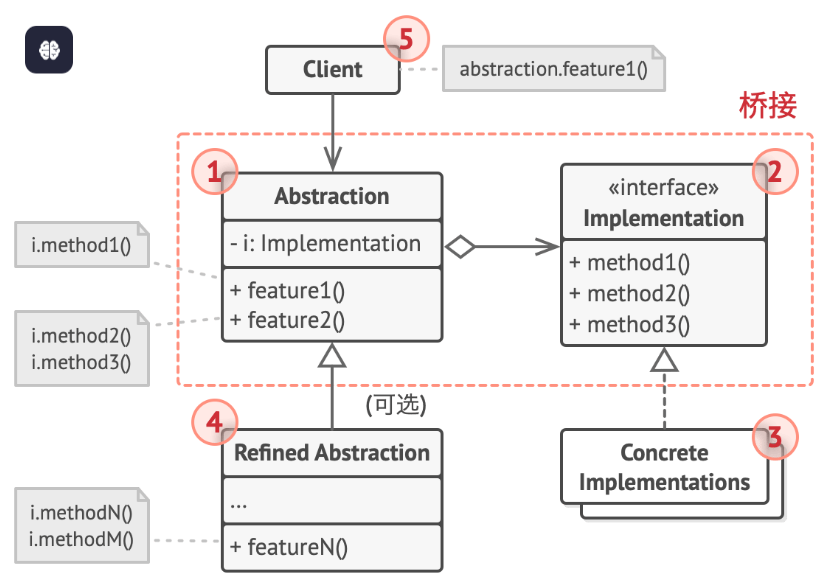 5
Client
abstraction.feature1()
桥接
1
Abstraction
- i: Implementation
+ feature1()
+ feature2()
2
«interface»
Implementation
+ method1()
+ method2()
+ method3()
i.method1()
i.method2()
i.method3()
(可选)
4
Refined Abstraction
...
+ featureN()
3
Concrete
Implementations
i.methodN()
i.methodM()